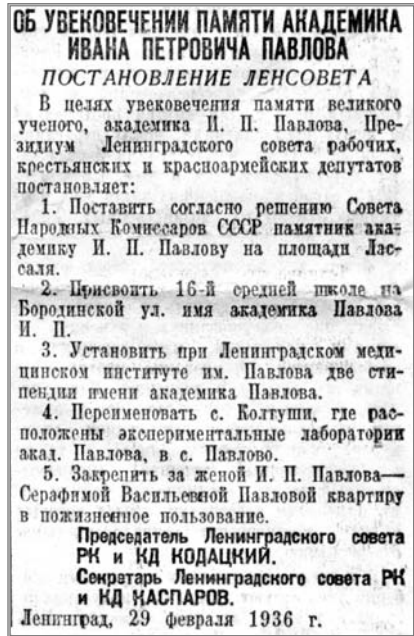 ОБ УВЕКОВЕЧЕНИИ ПАМЯТИ АКАДЕМИКА
ИВАНА ПЕТРОВИЧА ПАВЛОВА
ПОСТАНОВЛЕНИЕ ЛЕНСОВЕТА
В целях увековечения памяти великого
ученого, академика И. П. Павлова, Пре-
зидиум Ленинградского совета рабочих,
крестьянских и красноармейских депутатов
постановляет:
1. Поставить согласно решению Совета
Народных Комиссаров СССР памятник ака-
демику И. П. Павлову на площади Лас-
саля.
2. Присвоить 16-й средней школе на
Бородинской ул. имя академика Павлова
И. П.
3. Установить при Ленинградском меди-
цинском институте им. Павлова две сти-
пендии имени академика Павлова.
4. Переименовать с. Колтуши, где рас-
положены экспериментальные лаборатории
акад. Павлова, в с. Павлово.
5. Закрепить за женой И. П. Павлова—
Серафимой Васильевной Павловой квартиру
в пожизненное пользование.
Председатель Ленинградского совета
РК и КД КОДАЦКИЙ.
Секретарь Ленинградского совета РК
и КД КАСПАРОВ.
Ленинград, 29 февраля 1936 г.